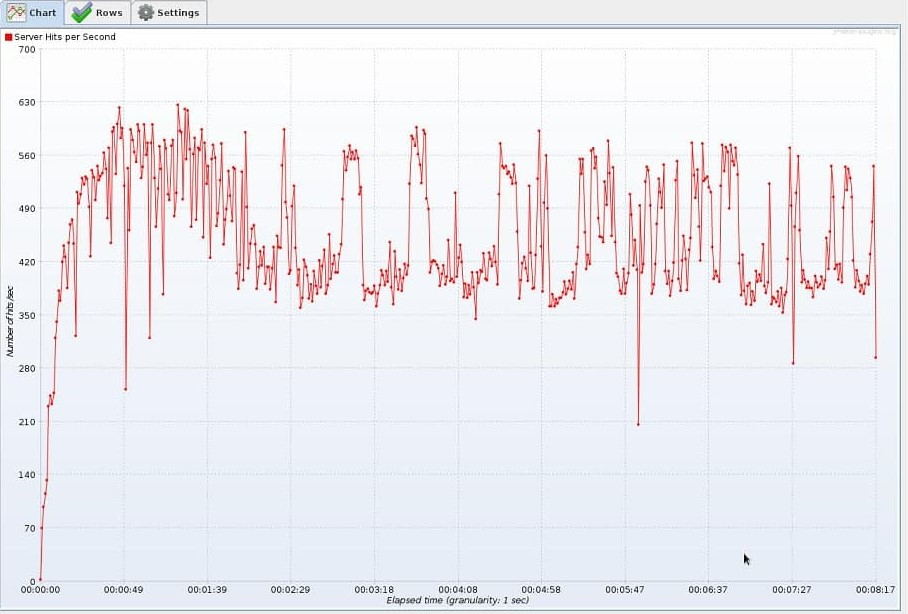 Chart Rows Settings
Server Hits per Second
700
630
560
490
420
350
280
210
140
70
0
Number of hits /sec
00:00:00 00:00:49 00:01:39 00:02:29 00:03:18 00:04:08 00:04:58 00:05:47 00:06:37 00:07:27 00:08:17
Elapsed time (granularity: 1 sec)